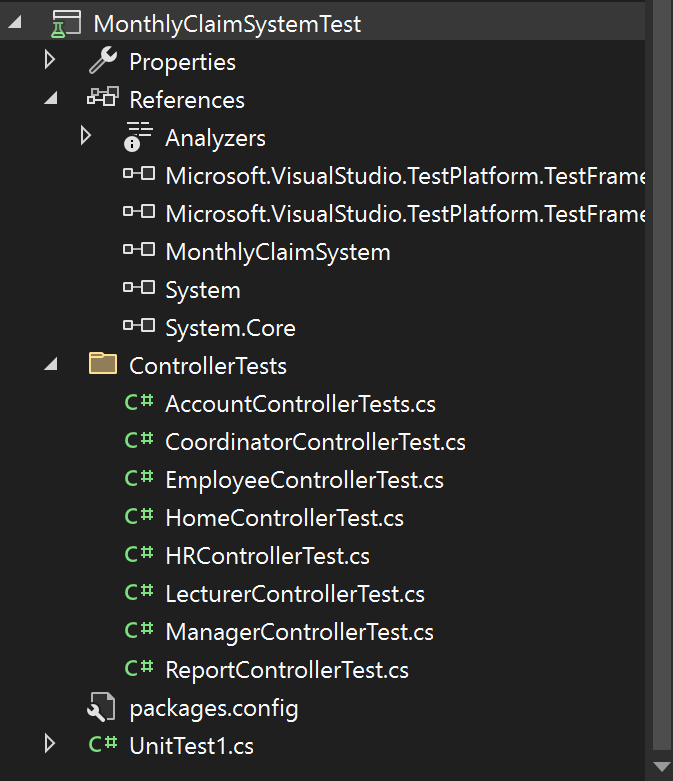 MonthlyClaimSystemTest
Properties
References
Analyzers
Microsoft.VisualStudio.TestPlatform.TestFrame
Microsoft.VisualStudio.TestPlatform.TestFrame
MonthlyClaimSystem
System
System.Core
ControllerTests
C# AccountControllerTests.cs
C# CoordinatorControllerTest.cs
C# EmployeeControllerTest.cs
C# HomeControllerTest.cs
C# HRControllerTest.cs
C# LecturerControllerTest.cs
C# ManagerControllerTest.cs
C# ReportControllerTest.cs
packages.config
C# UnitTest1.cs